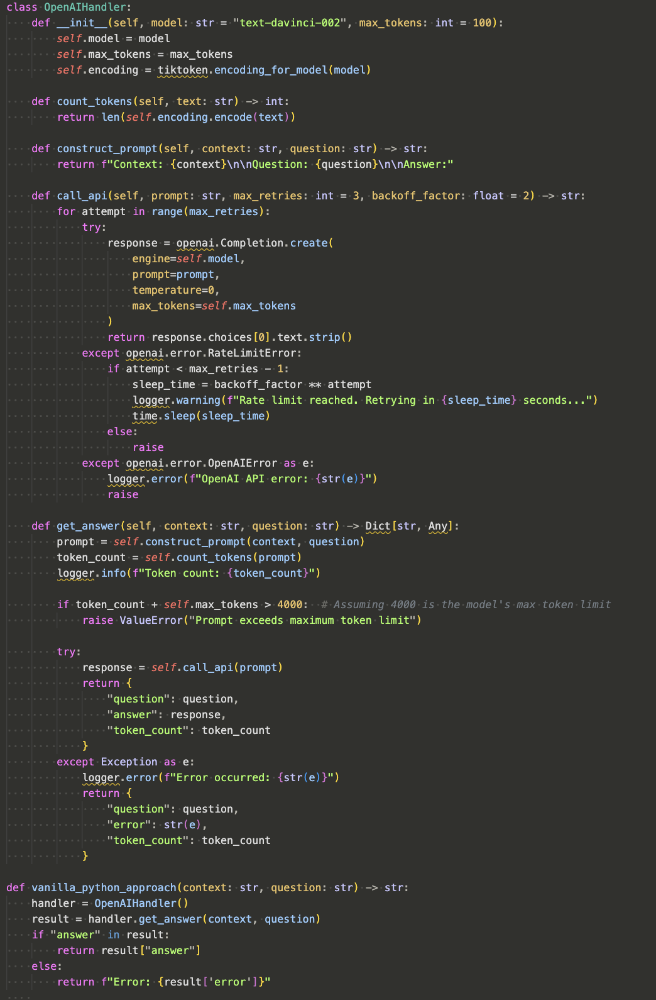 class OpenAIHandler:
    def __init__(self, model: str = "text-davinci-002", max_tokens: int = 100):
        self.model = model
        self.max_tokens = max_tokens
        self.encoding = tiktoken.encoding_for_model(model)

    def count_tokens(self, text: str) -> int:
        return len(self.encoding.encode(text))

    def construct_prompt(self, context: str, question: str) -> str:
        return f"Context: {context}\n\nQuestion: {question}\n\nAnswer:"

    def call_api(self, prompt: str, max_retries: int = 3, backoff_factor: float = 2) -> str:
        for attempt in range(max_retries):
            try:
                response = openai.Completion.create(
                    engine=self.model,
                    prompt=prompt,
                    temperature=0,
                    max_tokens=self.max_tokens
                )
                return response.choices[0].text.strip()
            except openai.error.RateLimitError:
                if attempt < max_retries - 1:
                    sleep_time = backoff_factor ** attempt
                    logger.warning(f"Rate limit reached. Retrying in {sleep_time} seconds...")
                    time.sleep(sleep_time)
                else:
                    raise
            except openai.error.OpenAIError as e:
                logger.error(f"OpenAI API error: {str(e)}")
                raise

    def get_answer(self, context: str, question: str) -> Dict[str, Any]:
        prompt = self.construct_prompt(context, question)
        token_count = self.count_tokens(prompt)
        logger.info(f"Token count: {token_count}")

        if token_count + self.max_tokens > 4000:  # Assuming 4000 is the model's max token limit
            raise ValueError("Prompt exceeds maximum token limit")

        try:
            response = self.call_api(prompt)
            return {
                "question": question,
                "answer": response,
                "token_count": token_count
            }
        except Exception as e:
            logger.error(f"Error occurred: {str(e)}")
            return {
                "question": question,
                "error": str(e),
                "token_count": token_count
            }

def vanilla_python_approach(context: str, question: str) -> str:
    handler = OpenAIHandler()
    result = handler.get_answer(context, question)
    if "answer" in result:
        return result["answer"]
    else:
        return f"Error: {result['error']}"